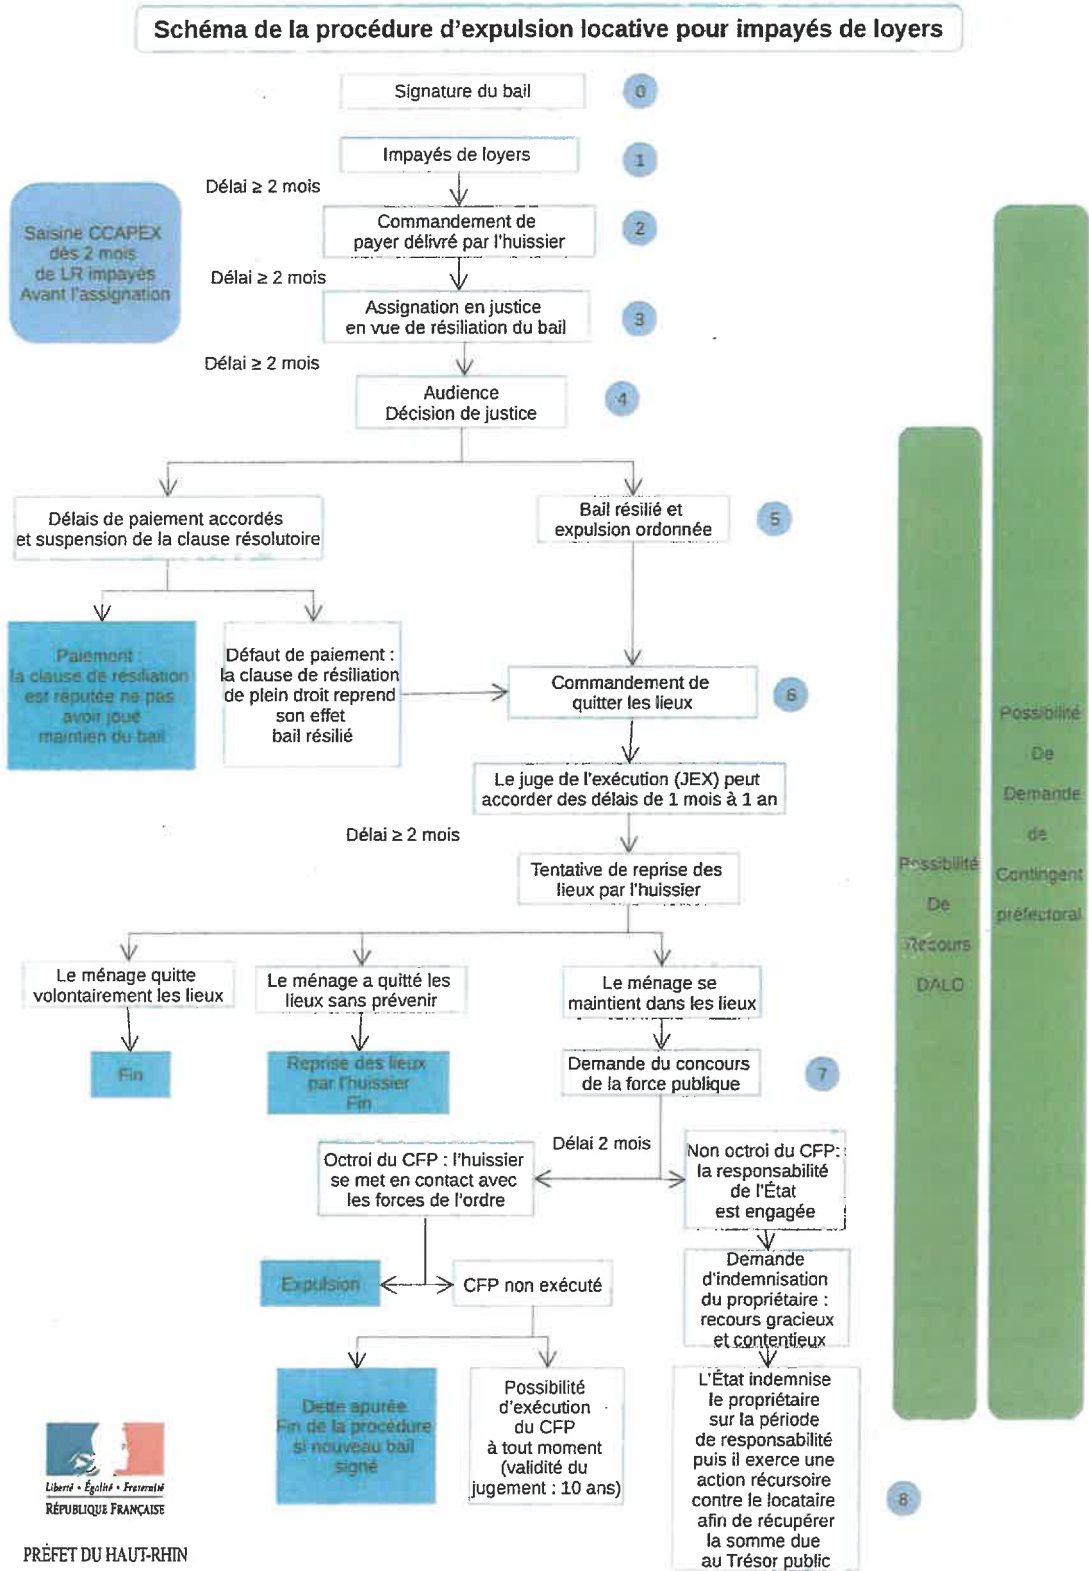 Schéma de la procédure d'expulsion locative pour impayés de loyers
Signature du bail
0
Impayés de loyers
1
Délai ≥ 2 mois
Saisine CCAPEX
dès 2 mois
de LR impayés
Avant l'assignation
Commandement de
payer délivré par l'huissier
2
Délai ≥ 2 mois
Assignation en justice
en vue de résiliation du bail
3
Délai ≥ 2 mois
Audience
Décision de justice
4
Délais de paiement accordés
et suspension de la clause résolutoire
Bail résilié et
expulsion ordonnée
5
Paiement :
la clause de résiliation
est réputée ne pas
avoir joué
maintien du bail
Défaut de paiement :
la clause de résiliation
de plein droit reprend
son effet
bail résilié
Commandement de
quitter les lieux
6
Le juge de l'exécution (JEX) peut
accorder des délais de 1 mois à 1 an
Délai ≥ 2 mois
Tentative de reprise des
lieux par l'huissier
Le ménage quitte
volontairement les lieux
Le ménage a quitté les
lieux sans prévenir
Le ménage se
maintient dans les lieux
Fin
Reprise des lieux
par l'huissier
Fin
Demande du concours
de la force publique
7
Délai 2 mois
Octroi du CFP : l'huissier
se met en contact avec
les forces de l'ordre
Non octroi du CFP:
la responsabilité
de l'État
est engagée
Expulsion
CFP non exécuté
Demande
d'indemnisation
du propriétaire :
recours gracieux
et contentieux
Dette apurée
Fin de la procédure
si nouveau bail
signé
Possibilité
d'exécution
du CFP
à tout moment
(validité du
jugement : 10 ans)
L'État indemnise
le propriétaire
sur la période
de responsabilité
puis il exerce une
action récursoire
contre le locataire
afin de récupérer
la somme due
au Trésor public
8
Possibilité
De
Recours
DALO
Possibilité
De
Demande
de
Contingent
préfectoral
Liberté • Égalité • Fraternité
RÉPUBLIQUE FRANÇAISE
PRÉFET DU HAUT-RHIN